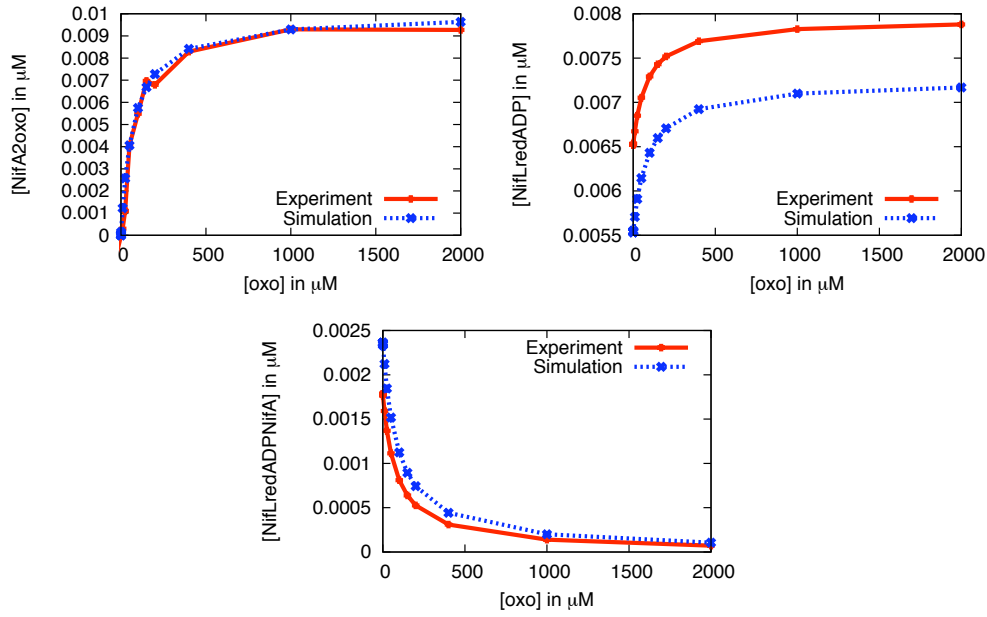 [NifA2oxo] in μM
0.01
0.009
0.008
0.007
0.006
0.005
0.004
0.003
0.002
0.001
0
Experiment
Simulation
0 500 1000 1500 2000
[oxo] in μM
[NifLredADP] in μM
0.008
0.0075
0.007
0.0065
0.006
0.0055
Experiment
Simulation
0 500 1000 1500 2000
[oxo] in μM
[NifLredADPNifA] in μM
0.0025
0.002
0.0015
0.001
0.0005
0
Experiment
Simulation
0 500 1000 1500 2000
[oxo] in μM